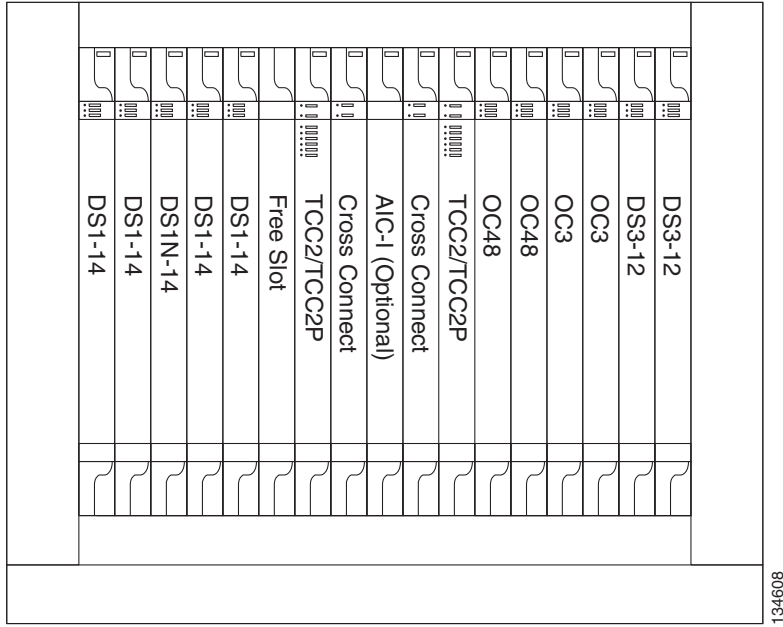 DS1-14
DS1-14
DS1N-14
DS1-14
DS1-14
Free Slot
TCC2/TCC2P
Cross Connect
AIC-I (Optional)
Cross Connect
TCC2/TCC2P
OC48
OC48
OC3
OC3
DS3-12
DS3-12
134608